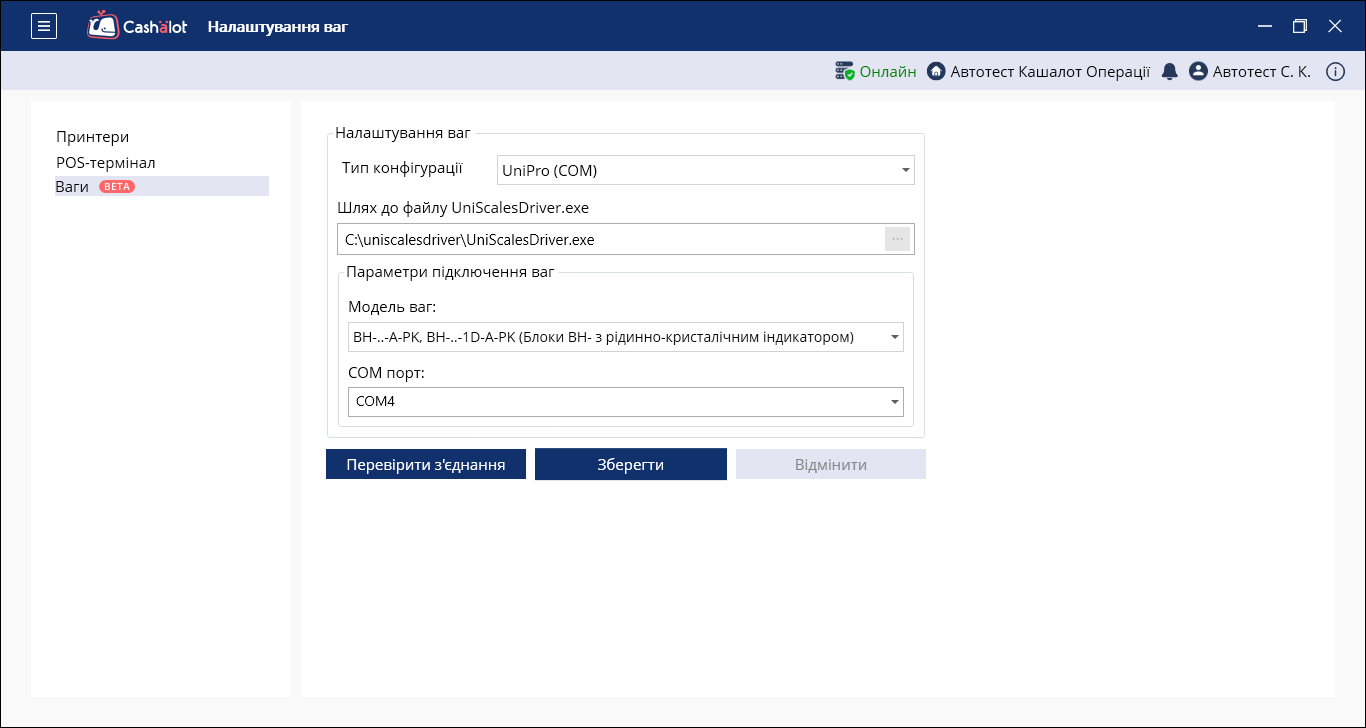 Cashalot Налаштування ваг
Онлайн Автотест Кашалот Операції Автотест С. К.
Принтери
POS-термінал
Ваги BETA
Налаштування ваг
Тип конфігурації UniPro (COM)
Шлях до файлу UniScalesDriver.exe
C:\uniscalesdriver\UniScalesDriver.exe ...
Параметри підключення ваг
Модель ваг:
ВН-..-А-РК, ВН-..-1D-А-РК (Блоки ВН- з рідинно-кристалічним індикатором)
COM порт:
COM4
Перевірити з'єднання Зберегти Відмінити